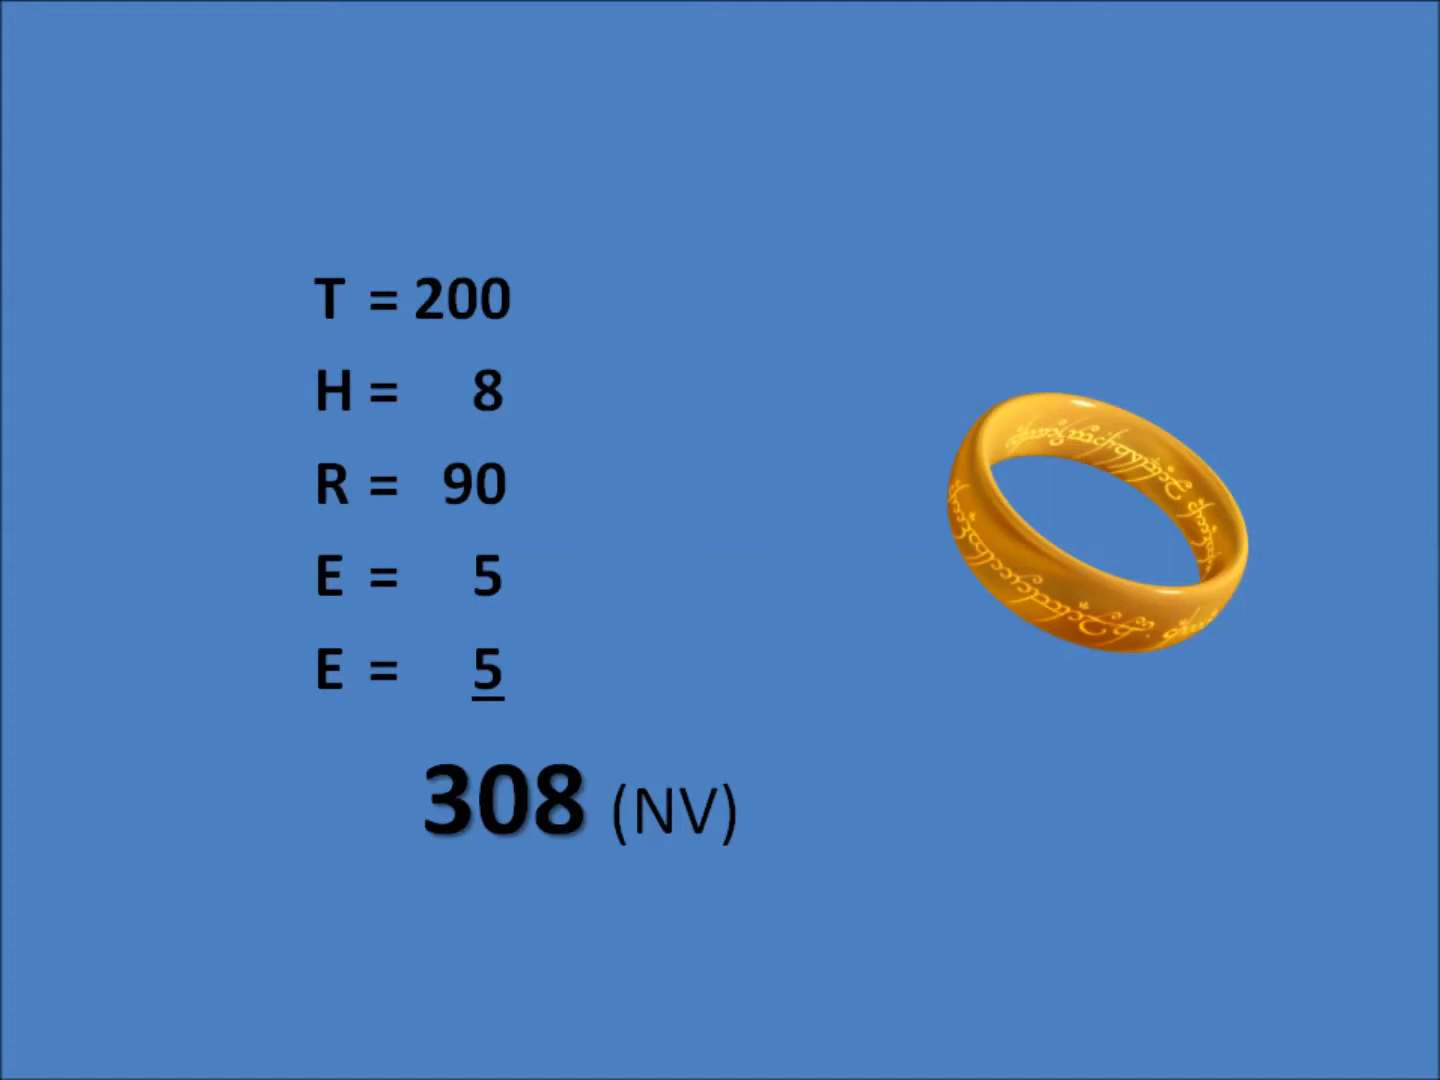 T = 200
H = 8
R = 90
E = 5
E = 5
308 (NV)